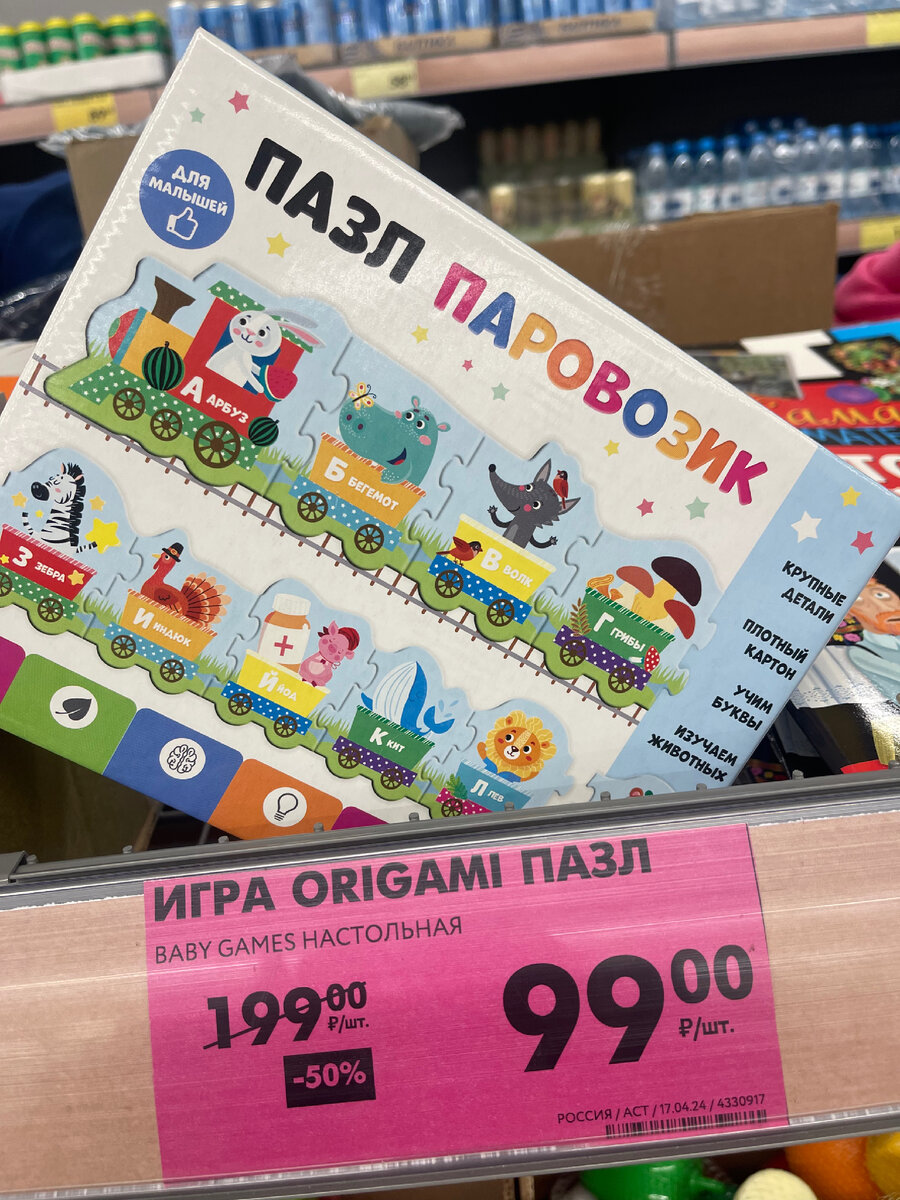 ДЛЯ
МАЛЫШЕЙ
ПАЗЛ
ПАРОВОЗИК
А АРБУЗ
Б БЕГЕМОТ
В ВОЛК
Г ГРИБЫ
З ЗЕБРА
И ИНДЮК
Й ЙОД
К КИТ
Л ЛЕВ
КРУПНЫЕ
ДЕТАЛИ
ПЛОТНЫЙ
КАРТОН
УЧИМ
БУКВЫ
ИЗУЧАЕМ
ЖИВОТНЫХ
ИГРА ORIGAMI ПАЗЛ
BABY GAMES НАСТОЛЬНАЯ
199 00
₽/шт.
-50%
99 00
₽/шт.
РОССИЯ / АСТ / 17.04.24 / 4330917